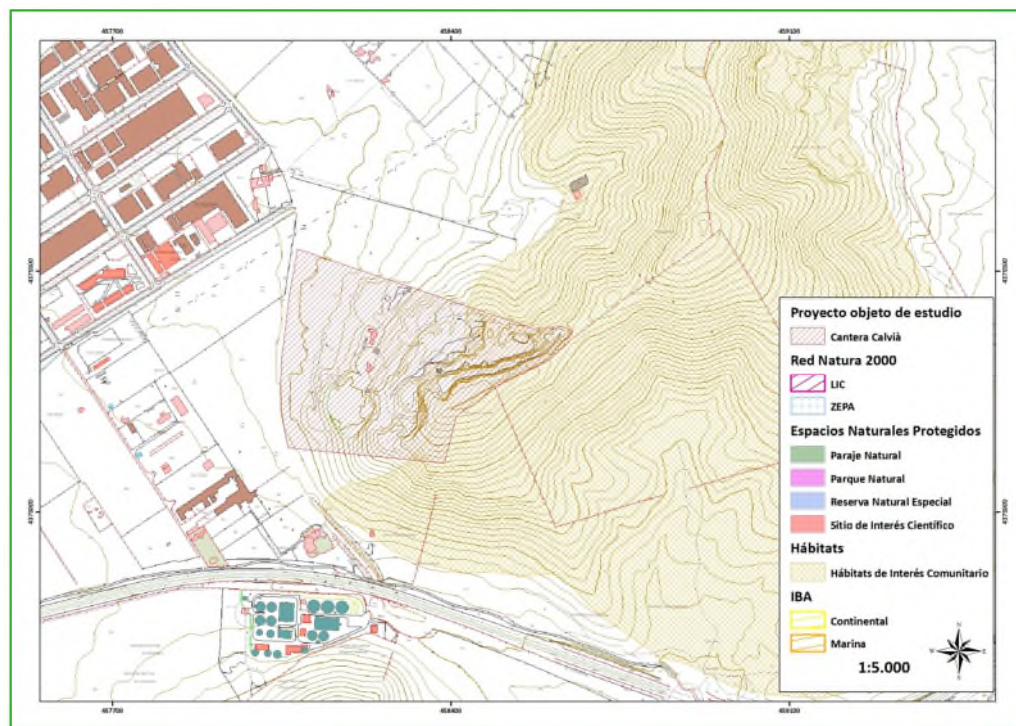 457700
458400
459100
Proyecto objeto de estudio
Cantera Calvià
Red Natura 2000
LIC
ZEPA
Espacios Naturales Protegidos
Paraje Natural
Parque Natural
Reserva Natural Especial
Sitio de Interés Científico
Hábitats
Hábitats de Interés Comunitario
IBA
Continental
Marina
1:5.000
N
W
E
S
457700
458400
459100